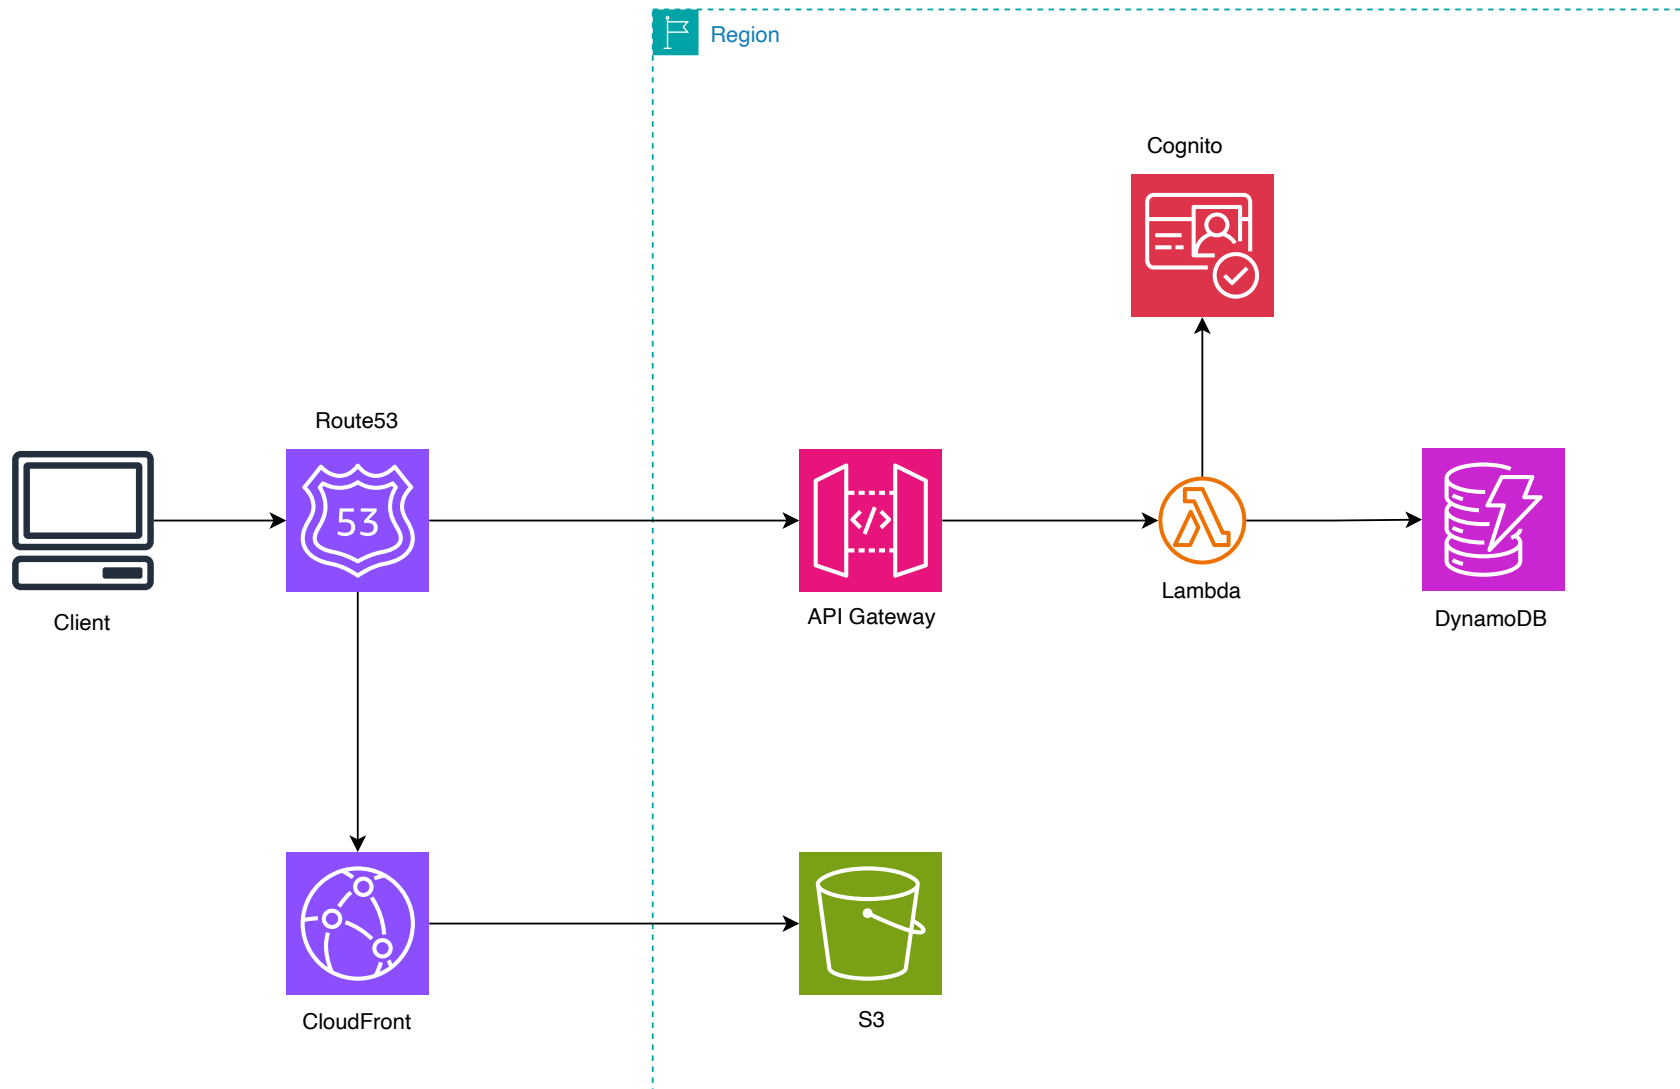 Region
Cognito
Route53
53
</>
Client
API Gateway
Lambda
DynamoDB
CloudFront
S3